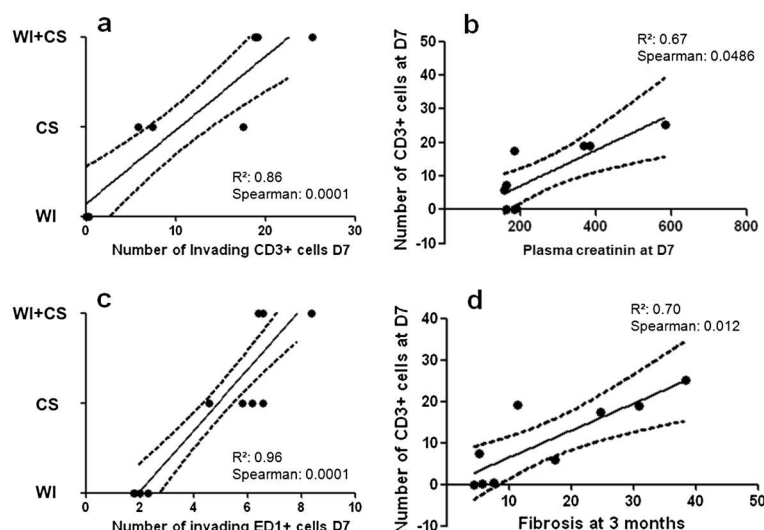 a
WI+CS
CS
WI
R²: 0.86
Spearman: 0.0001
0 10 20 30
Number of Invading CD3+ cells D7
b
Number of CD3+ cells at D7
50
40
30
20
10
0
-10
R²: 0.67
Spearman: 0.0486
200 400 600 800
Plasma creatinin at D7
c
WI+CS
CS
WI
R²: 0.96
Spearman: 0.0001
0 2 4 6 8 10
Number of invading ED1+ cells D7
d
Number of CD3+ cells at D7
40
30
20
10
0
-10
R²: 0.70
Spearman: 0.012
10 20 30 40 50
Fibrosis at 3 months